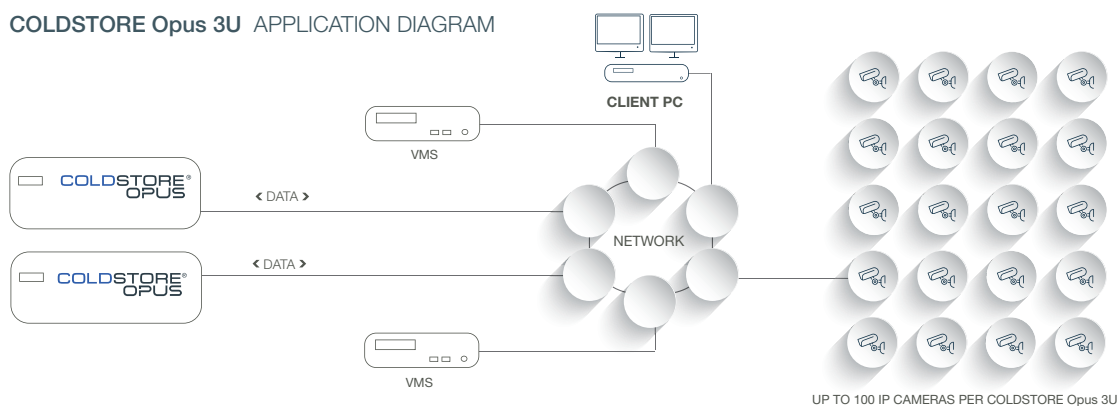 COLDSTORE Opus 3U APPLICATION DIAGRAM
CLIENT PC
VMS
COLDSTORE®
OPUS
< DATA >
NETWORK
COLDSTORE®
OPUS
< DATA >
VMS
UP TO 100 IP CAMERAS PER COLDSTORE Opus 3U